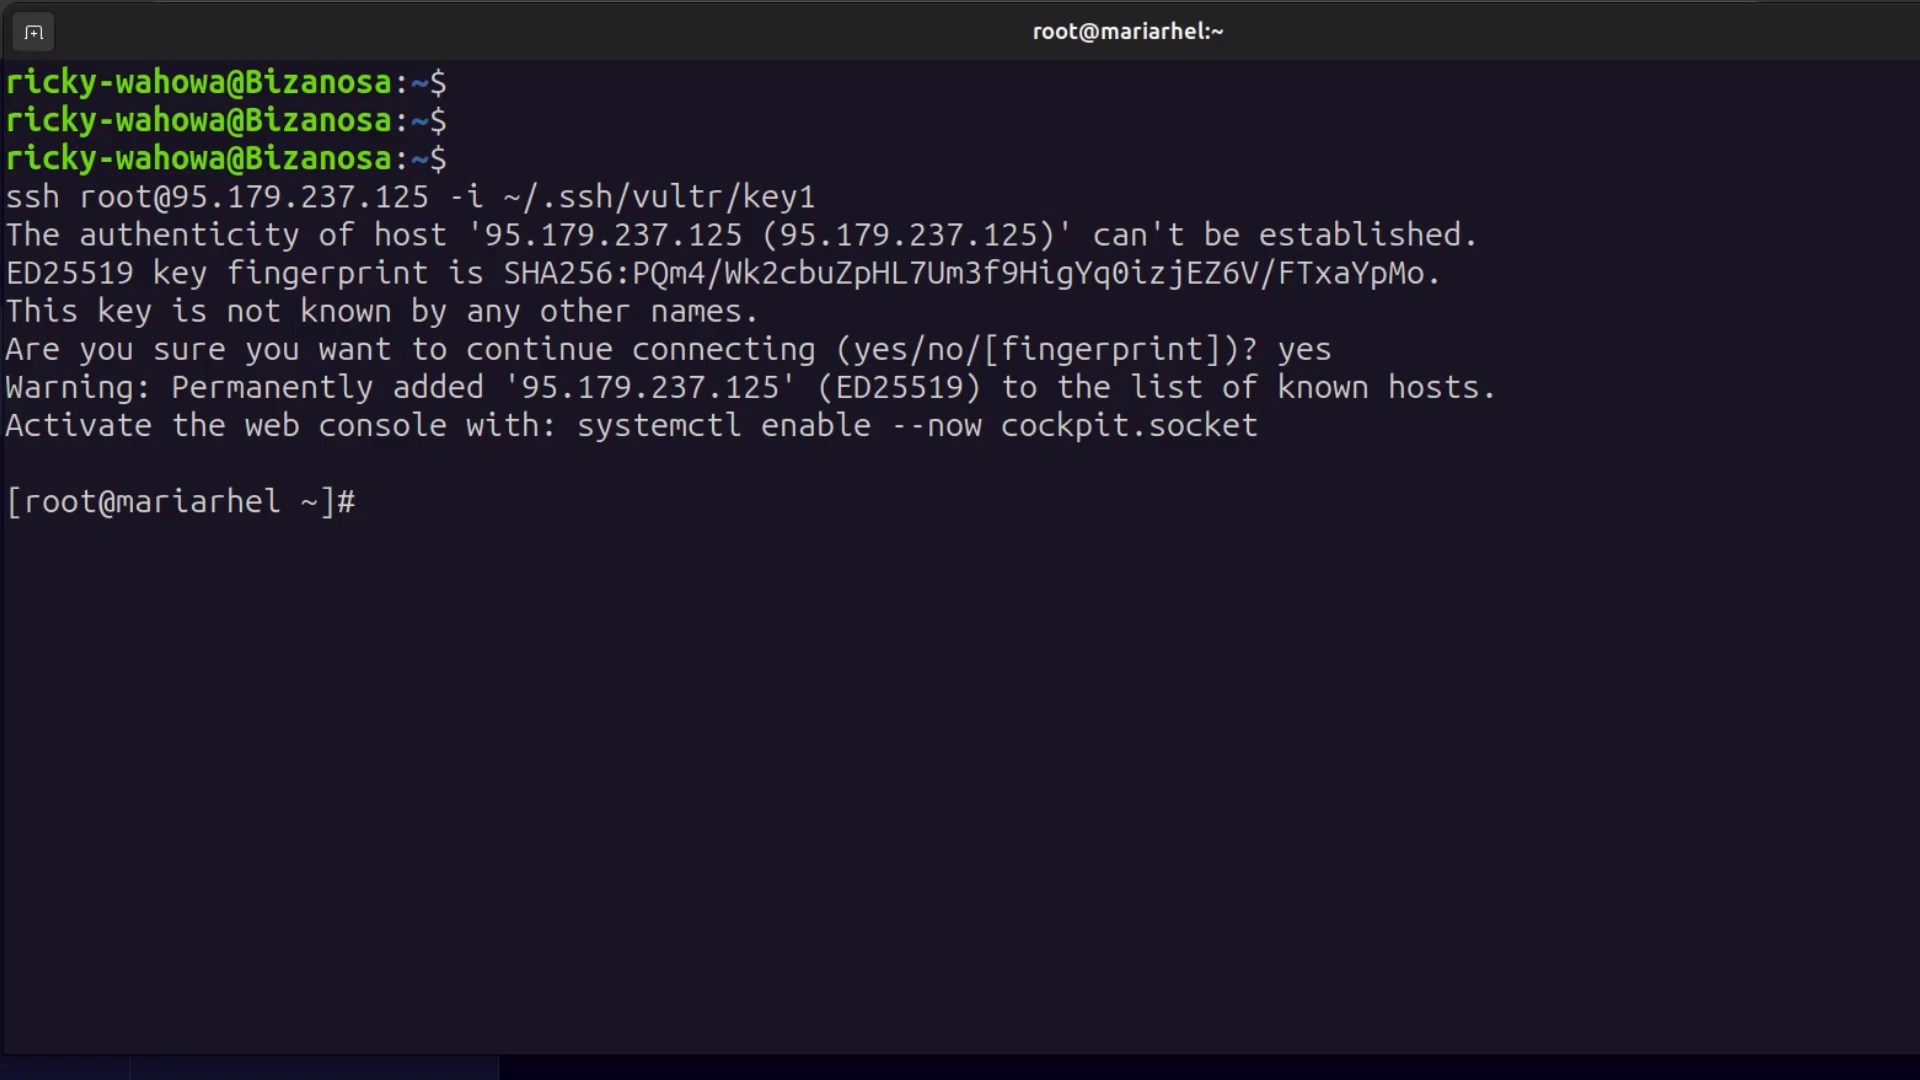 root@mariarhel:~
ricky-wahowa@Bizanosa:~$
ricky-wahowa@Bizanosa:~$
ricky-wahowa@Bizanosa:~$
ssh root@95.179.237.125 -i ~/.ssh/vultr/key1
The authenticity of host '95.179.237.125 (95.179.237.125)' can't be established.
ED25519 key fingerprint is SHA256:PQm4/Wk2cbuZpHL7Um3f9HigYq0izjEZ6V/FTxaYpMo.
This key is not known by any other names.
Are you sure you want to continue connecting (yes/no/[fingerprint])? yes
Warning: Permanently added '95.179.237.125' (ED25519) to the list of known hosts.
Activate the web console with: systemctl enable --now cockpit.socket
[root@mariarhel ~]#